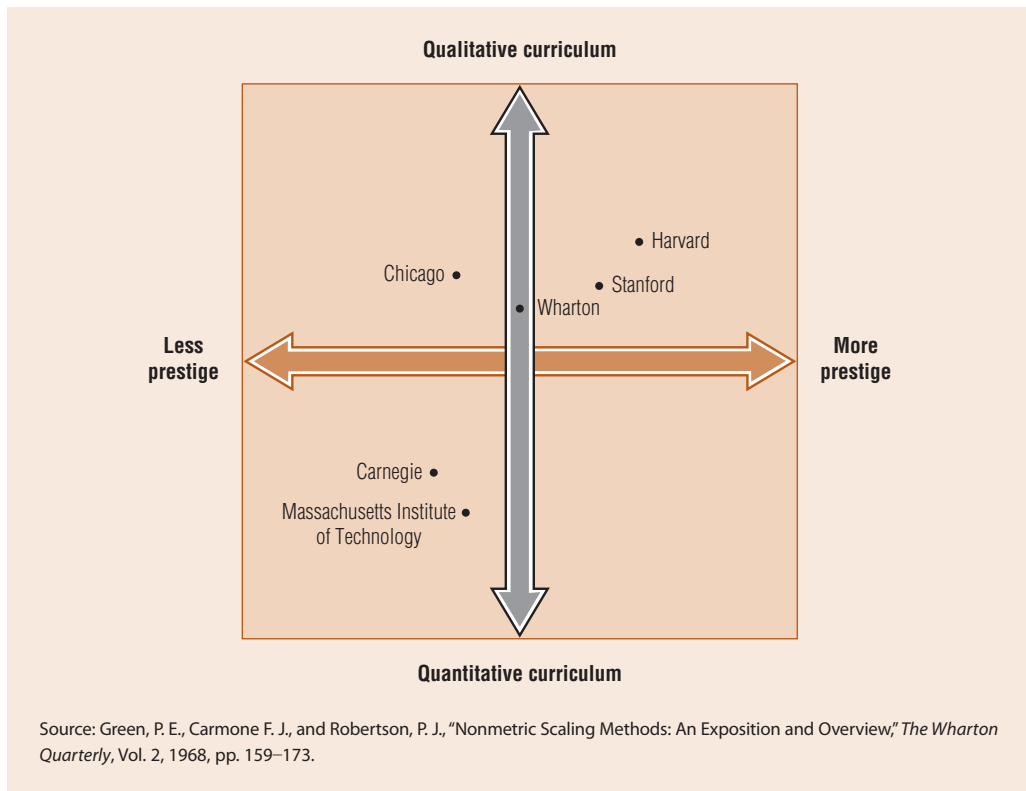 Qualitative curriculum
Harvard
Chicago
Stanford
Wharton
Less
prestige
More
prestige
Carnegie
Massachusetts Institute
of Technology
Quantitative curriculum
Source: Green, P. E., Carmone F. J., and Robertson, P. J., “Nonmetric Scaling Methods: An Exposition and Overview,” The Wharton
Quarterly, Vol. 2, 1968, pp. 159–173.